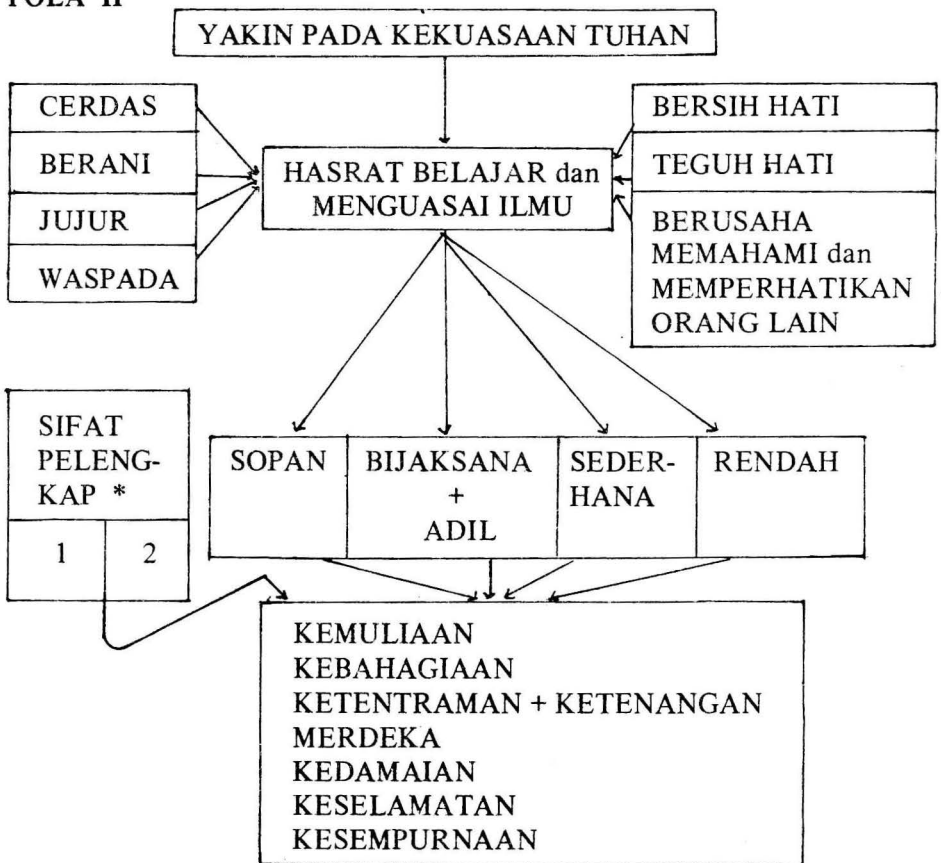 POLA II
YAKIN PADA KEKUASAAN TUHAN
CERDAS
BERANI
JUJUR
WASPADA
HASRAT BELAJAR dan
MENGUASAI ILMU
BERSIH HATI
TEGUH HATI
BERUSAHA
MEMAHAMI dan
MEMPERHATIKAN
ORANG LAIN
SIFAT
PELENG-
KAP *
1
2
SOPAN
BIJAKSANA
+
ADIL
SEDER-
HANA
RENDAH
KEMULIAAN
KEBAHAGIAAN
KETENTRAMAN + KETENANGAN
MERDEKA
KEDAMAIAN
KESELAMATAN
KESEMPURNAAN